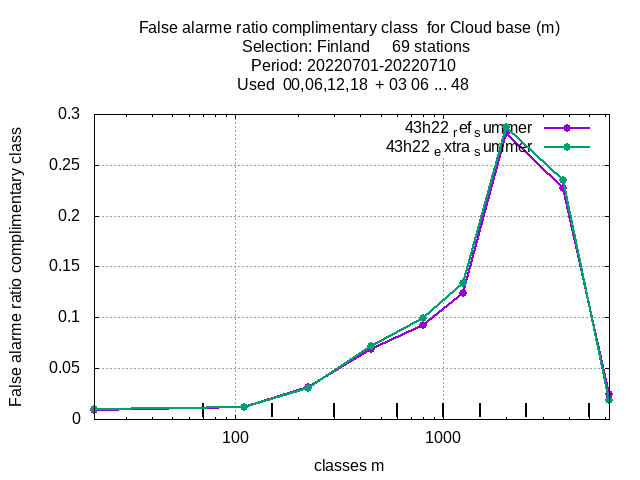 False alarme ratio complimentary class for Cloud base (m)
Selection: Finland 69 stations
Period: 20220701-20220710
Used 00,06,12,18 + 03 06 ... 48
False alarme ratio complimentary class
0.3
0.25
0.2
0.15
0.1
0.05
0
43h22 ref summer
43h22 extra summer
100
1000
classes m